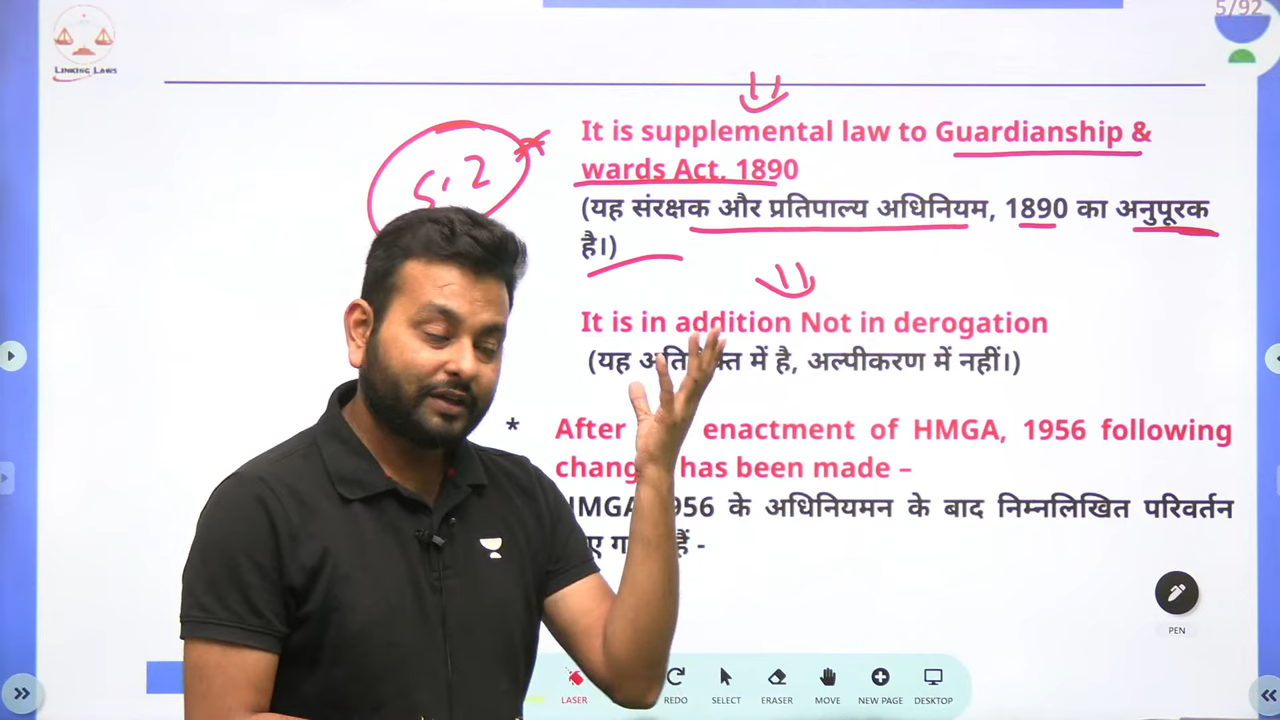 5/92
LINKING LAWS
S. 2
It is supplemental law to Guardianship &
wards Act, 1890
(यह संरक्षक और प्रतिपाल्य अधिनियम, 1890 का अनुपूरक
है।)
It is in addition Not in derogation
(यह में है, अल्पीकरण में नहीं।)
* After enactment of HMGA, 1956 following
has been made –
के अधिनियमन के बाद निम्नलिखित परिवर्तन
हैं -
PEN
LASER
REDO
SELECT
ERASER
MOVE
NEW PAGE
DESKTOP